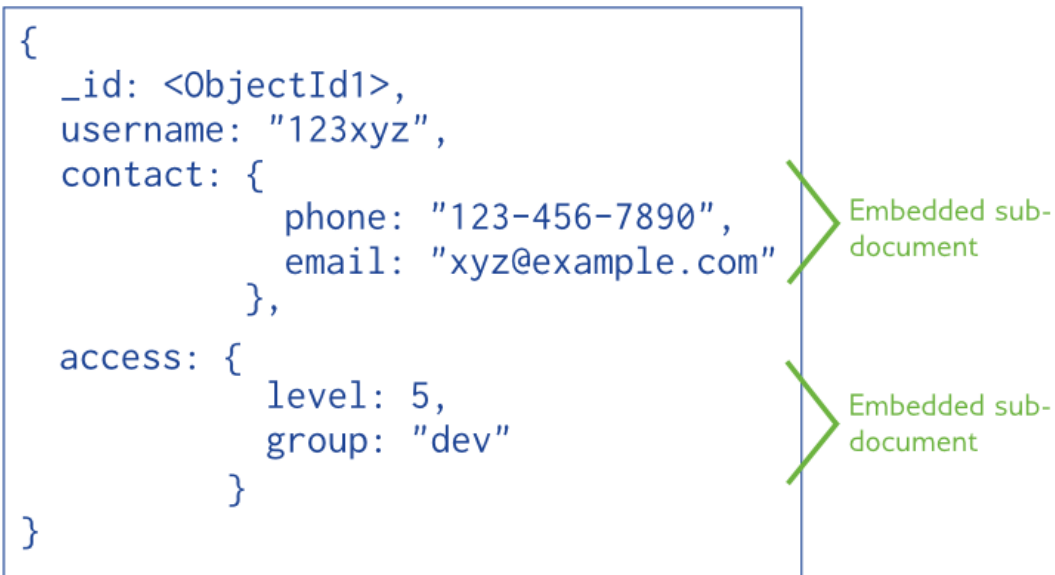 {
_id: <ObjectId1>,
username: "123xyz",
contact: {
phone: "123-456-7890",
email: "xyz@example.com"
},
access: {
level: 5,
group: "dev"
}
}
Embedded sub-
document
Embedded sub-
document